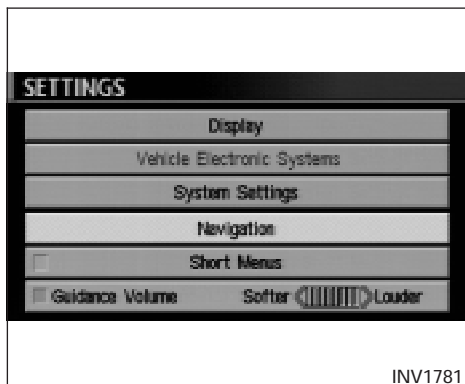 SETTINGS
Display
Vehicle Electronic Systems
System Settings
Navigation
Short Menus
Guidance Volume Softer Louder
INV1781